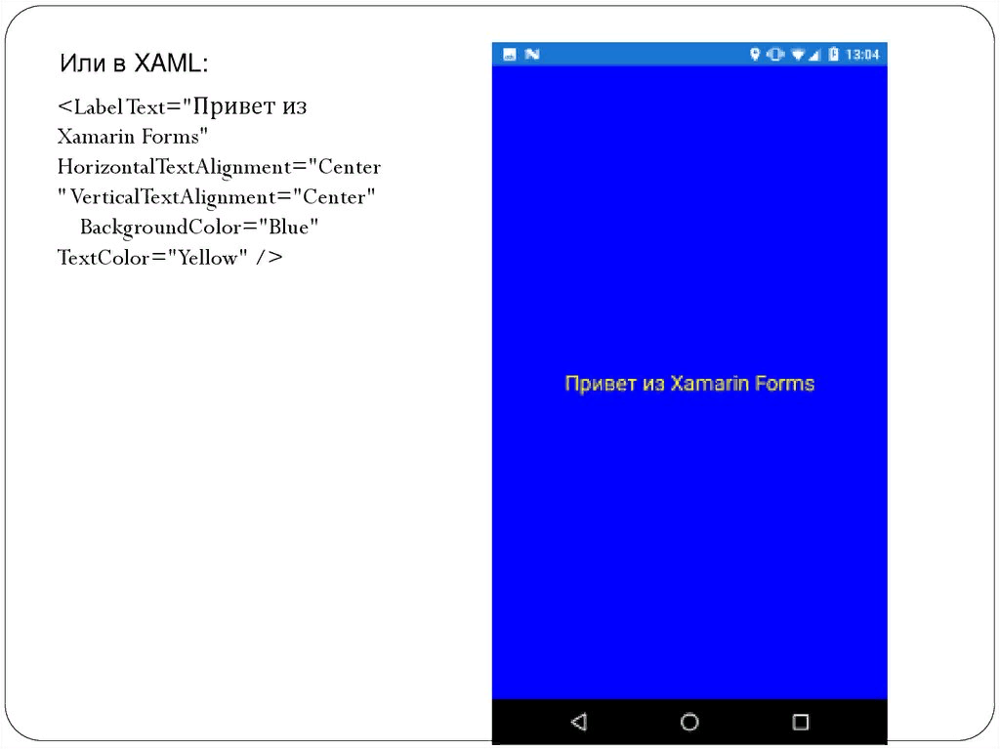 Или в XAML:
<Label Text="Привет из
Xamarin Forms"
HorizontalTextAlignment="Center
" VerticalTextAlignment="Center"
BackgroundColor="Blue"
TextColor="Yellow" />
13:04
Привет из Xamarin Forms